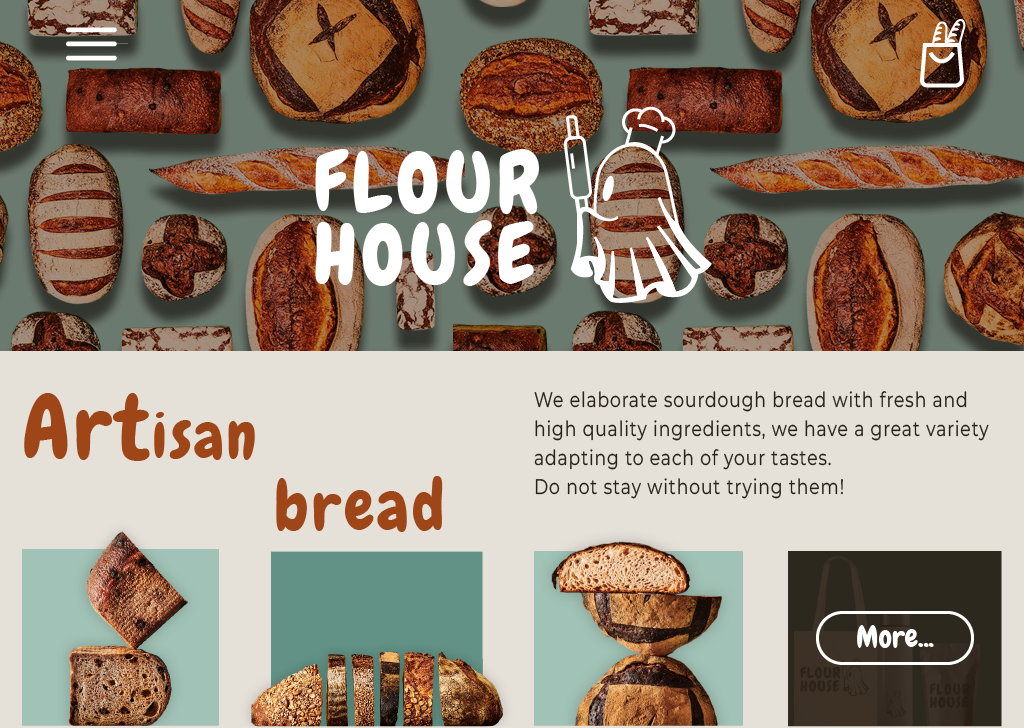 FLOUR
HOUSE
Artisan
bread
We elaborate sourdough bread with fresh and
high quality ingredients, we have a great variety
adapting to each of your tastes.
Do not stay without trying them!
More...
FLOUR
HOUSE
FLOUR
HOUSE